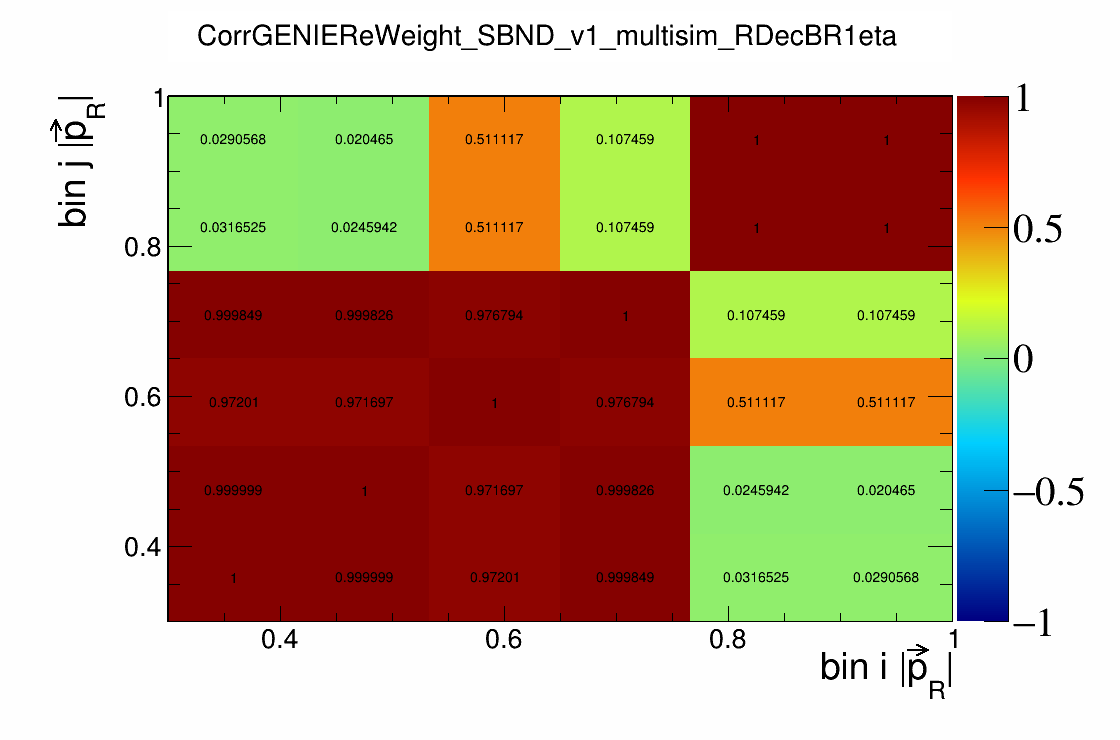 CorrGENIEReWeight_SBND_v1_multisim_RDecBR1eta
bin j |p⃗_R|
1
0.8
0.6
0.4
0.0290568 0.020465 0.511117 0.107459 1 1
0.0316525 0.0245942 0.511117 0.107459 1 1
0.999849 0.999826 0.976794 1 0.107459 0.107459
0.97201 0.971697 1 0.976794 0.511117 0.511117
0.999999 1 0.971697 0.999826 0.0245942 0.020465
1 0.999999 0.97201 0.999849 0.0316525 0.0290568
0.4 0.6 0.8 1
bin i |p⃗_R|
1
0.5
0
−0.5
−1